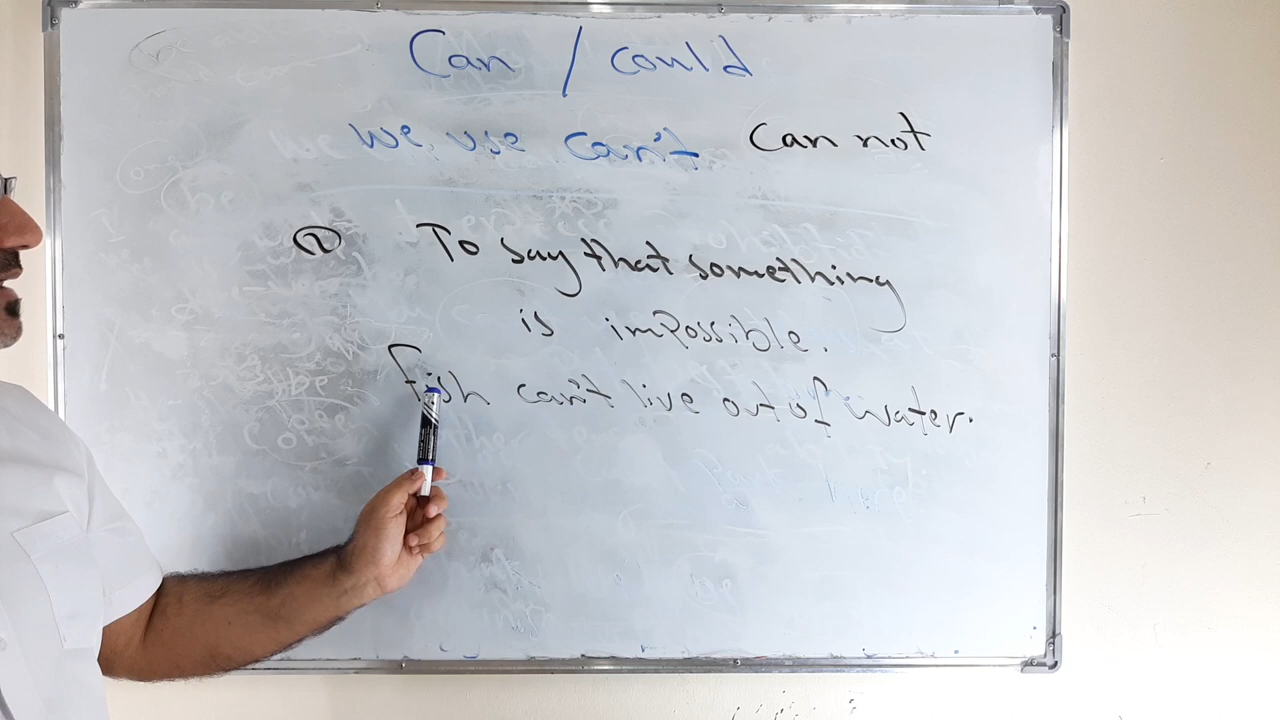 Can / could
we use can't Can not
② To say that something
is impossible.
Fish can't live out of water.